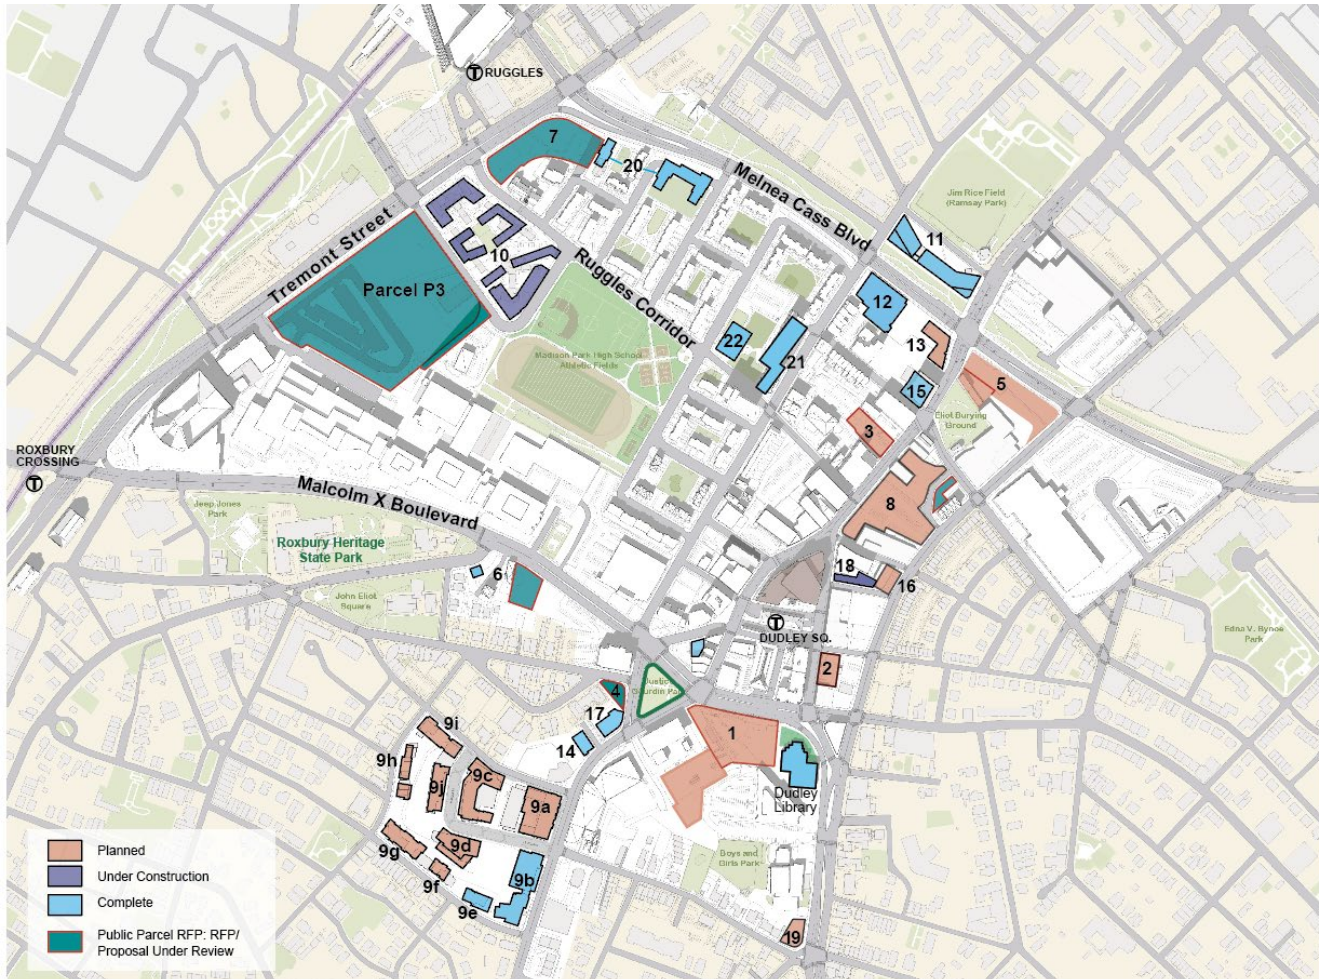 RUGGLES
7
20
Melnea Cass Blvd
Jim Rice Field
(Ramsay Park)
11
Tremont Street
10
Ruggles Corridor
Parcel P3
12
13
Madison Park High School
Athletic Fields
22
21
15
5
Eliot Burying
Ground
3
ROXBURY
CROSSING
Malcolm X Boulevard
Jeep Jones
Park
8
Roxbury Heritage
State Park
6
18
16
John Eliot
Square
DUDLEY SQ.
Edna V. Bynoe
Park
2
Justice
Gourdin Park
4
17
14
1
9i
9h
9c
9j
9a
Dudley
Library
9d
9g
9f
9b
9e
Boys and
Girls Park
19
Planned
Under Construction
Complete
Public Parcel RFP: RFP/
Proposal Under Review